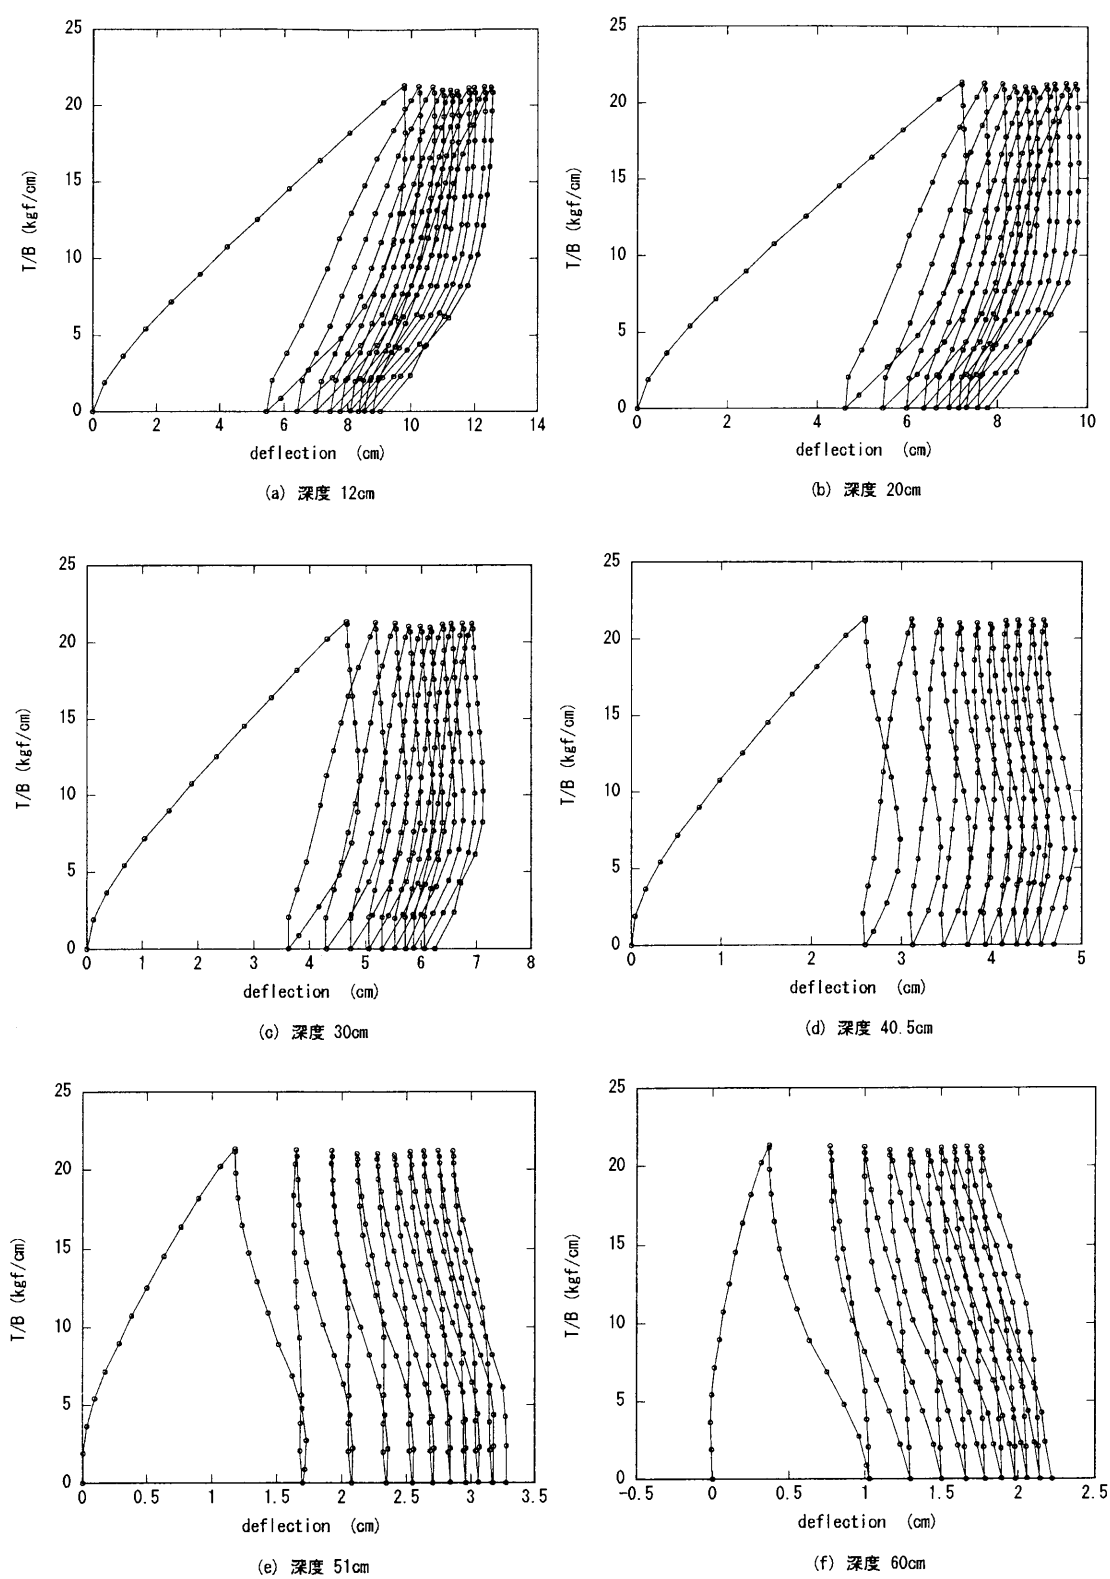 25
20
15
10
5
0
T/B (kgf/cm)
0 2 4 6 8 10 12 14
deflection (cm)
(a) 深度 12cm
25
20
15
10
5
0
T/B (kgf/cm)
0 2 4 6 8 10
deflection (cm)
(b) 深度 20cm
25
20
15
10
5
0
T/B (kgf/cm)
0 1 2 3 4 5 6 7 8
deflection (cm)
(c) 深度 30cm
25
20
15
10
5
0
T/B (kgf/cm)
0 1 2 3 4 5
deflection (cm)
(d) 深度 40.5cm
25
20
15
10
5
0
T/B (kgf/cm)
0 0.5 1 1.5 2 2.5 3 3.5
deflection (cm)
(e) 深度 51cm
25
20
15
10
5
0
T/B (kgf/cm)
-0.5 0 0.5 1 1.5 2 2.5
deflection (cm)
(f) 深度 60cm